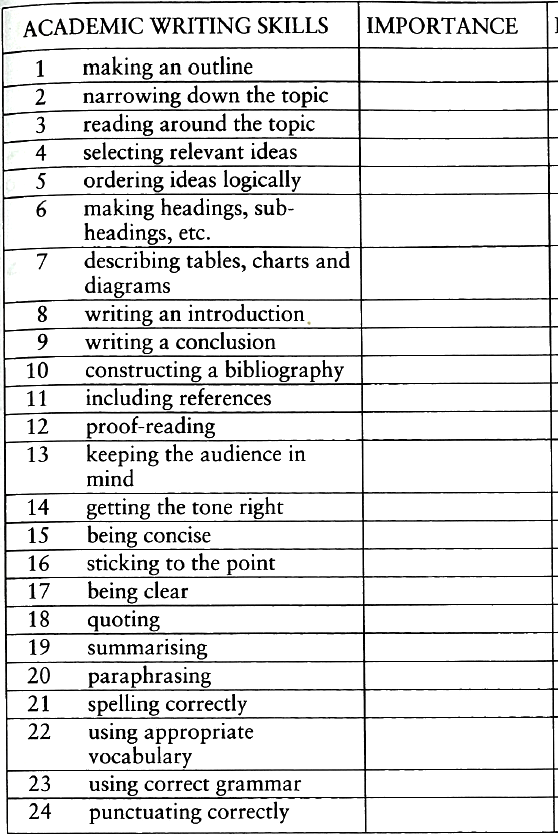 ACADEMIC WRITING SKILLS IMPORTANCE
1 making an outline
2 narrowing down the topic
3 reading around the topic
4 selecting relevant ideas
5 ordering ideas logically
6 making headings, sub-
headings, etc.
7 describing tables, charts and
diagrams
8 writing an introduction
9 writing a conclusion
10 constructing a bibliography
11 including references
12 proof-reading
13 keeping the audience in
mind
14 getting the tone right
15 being concise
16 sticking to the point
17 being clear
18 quoting
19 summarising
20 paraphrasing
21 spelling correctly
22 using appropriate
vocabulary
23 using correct grammar
24 punctuating correctly